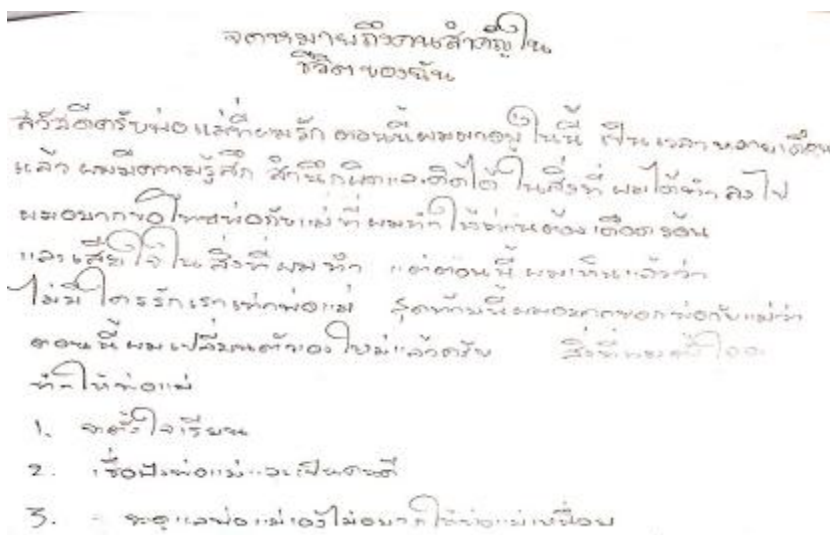 จดหมายถึงคนสำคัญใน
ชีวิตของฉัน
สวัสดีครับพ่อแม่ที่ผมรัก ตอนนี้ผมมาอยู่ในนี้ เป็นเวลาหลายเดือน
แล้ว ผมมีความรู้สึก สำนึกผิดและคิดได้ ในสิ่งที่ ผมได้ทำ ลงไป
ผมอยากขอโทษพ่อกับแม่ ที่ ผมทำให้ท่านต้อง เดือดร้อน
และเสียใจใน สิ่งที่ ผม ทำ แต่ตอนนี้ ผมเห็นแล้วว่า
ไม่มีใครรักเราเท่าพ่อแม่ สุดท้ายนี้ผมอยากบอกพ่อกับแม่ว่า
ตอนนี้ ผม เปลี่ยนตัวเองใหม่แล้วครับ สิ่งที่ผมตั้งใจ
ทำให้พ่อแม่
1. จะตั้งใจเรียน
2. เชื่อฟังพ่อแม่และเป็นคนดี
3. - จะดูแลพ่อแม่เองไม่อยากให้พ่อแม่เหนื่อย